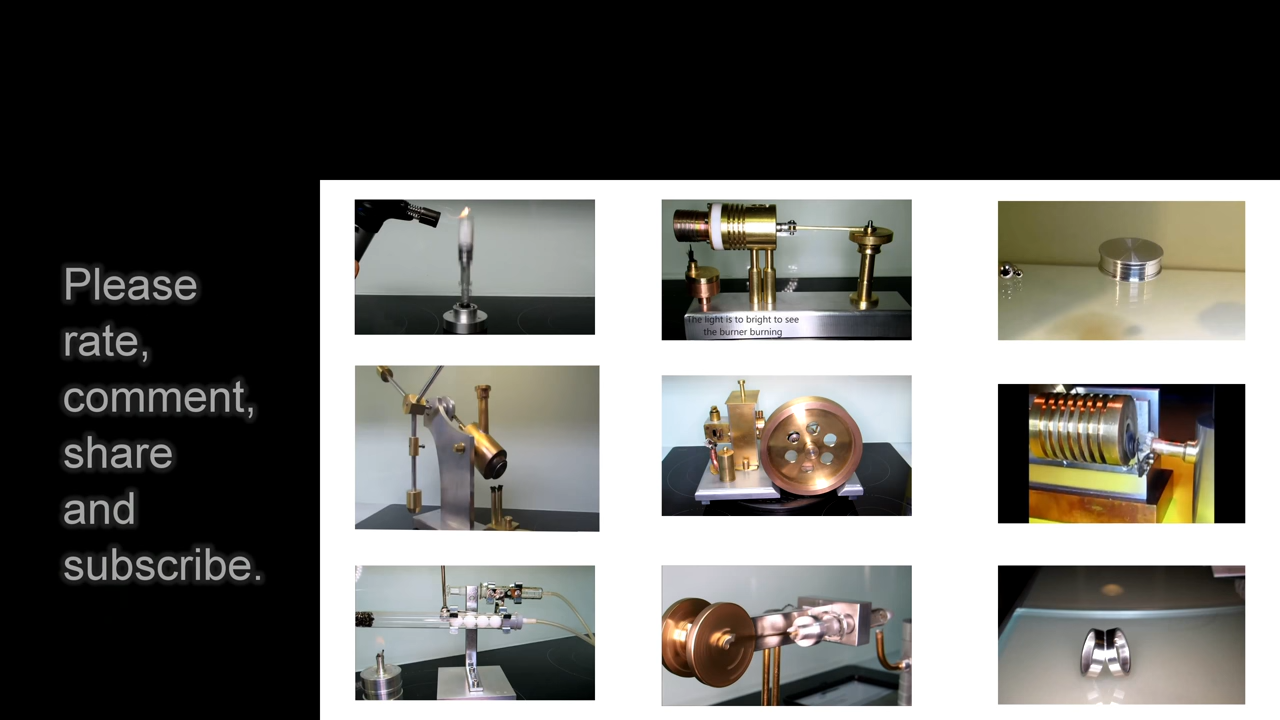 Please
rate,
comment,
share
and
subscribe.
The light is to bright to see
the burner burning